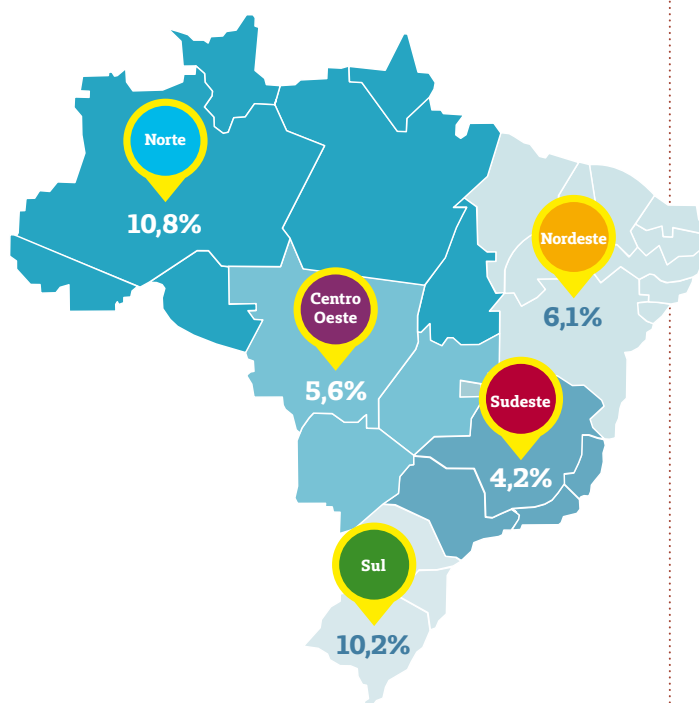 Norte
10,8%
Nordeste
6,1%
Centro
Oeste
5,6%
Sudeste
4,2%
Sul
10,2%